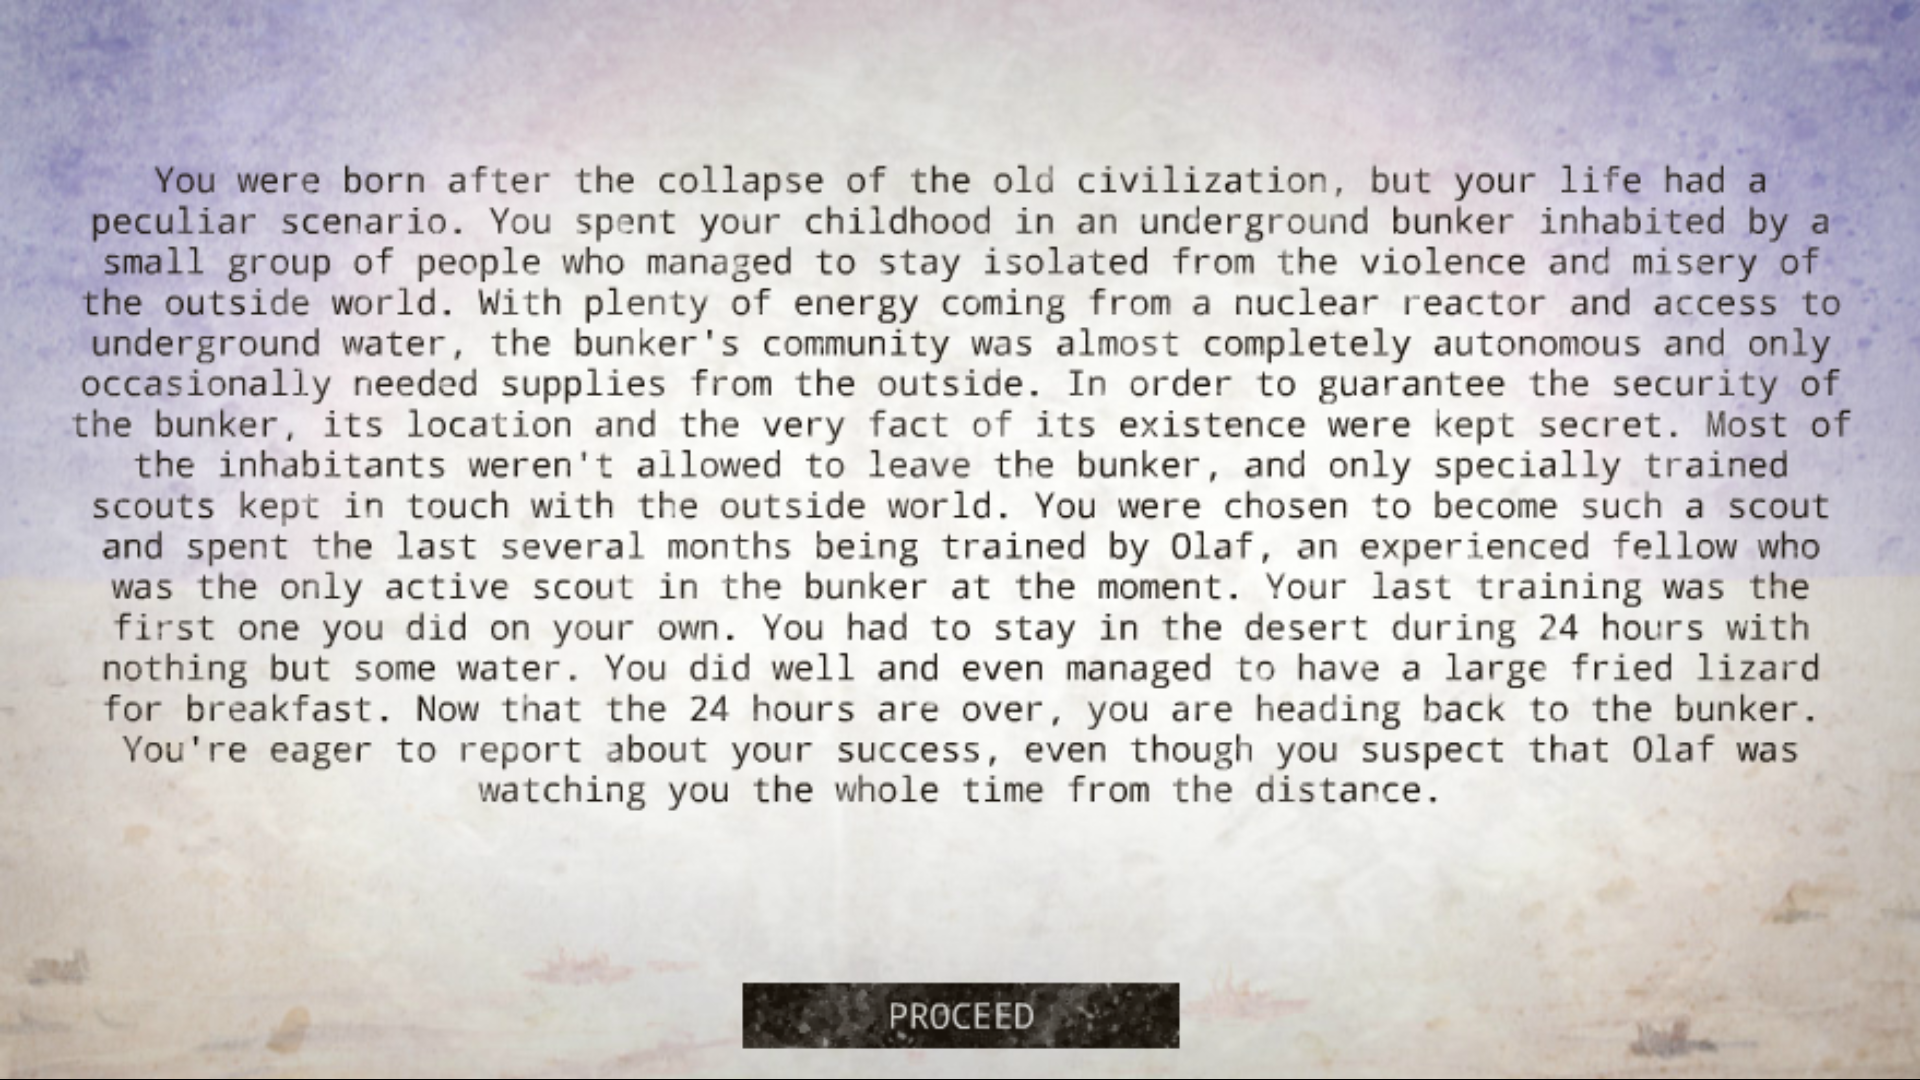 You were born after the collapse of the old civilization, but your life had a
peculiar scenario. You spent your childhood in an underground bunker inhabited by a
small group of people who managed to stay isolated from the violence and misery of
the outside world. With plenty of energy coming from a nuclear reactor and access to
underground water, the bunker's community was almost completely autonomous and only
occasionally needed supplies from the outside. In order to guarantee the security of
the bunker, its location and the very fact of its existence were kept secret. Most of
the inhabitants weren't allowed to leave the bunker, and only specially trained
scouts kept in touch with the outside world. You were chosen to become such a scout
and spent the last several months being trained by Olaf, an experienced fellow who
was the only active scout in the bunker at the moment. Your last training was the
first one you did on your own. You had to stay in the desert during 24 hours with
nothing but some water. You did well and even managed to have a large fried lizard
for breakfast. Now that the 24 hours are over, you are heading back to the bunker.
You're eager to report about your success, even though you suspect that Olaf was
watching you the whole time from the distance.
PROCEED